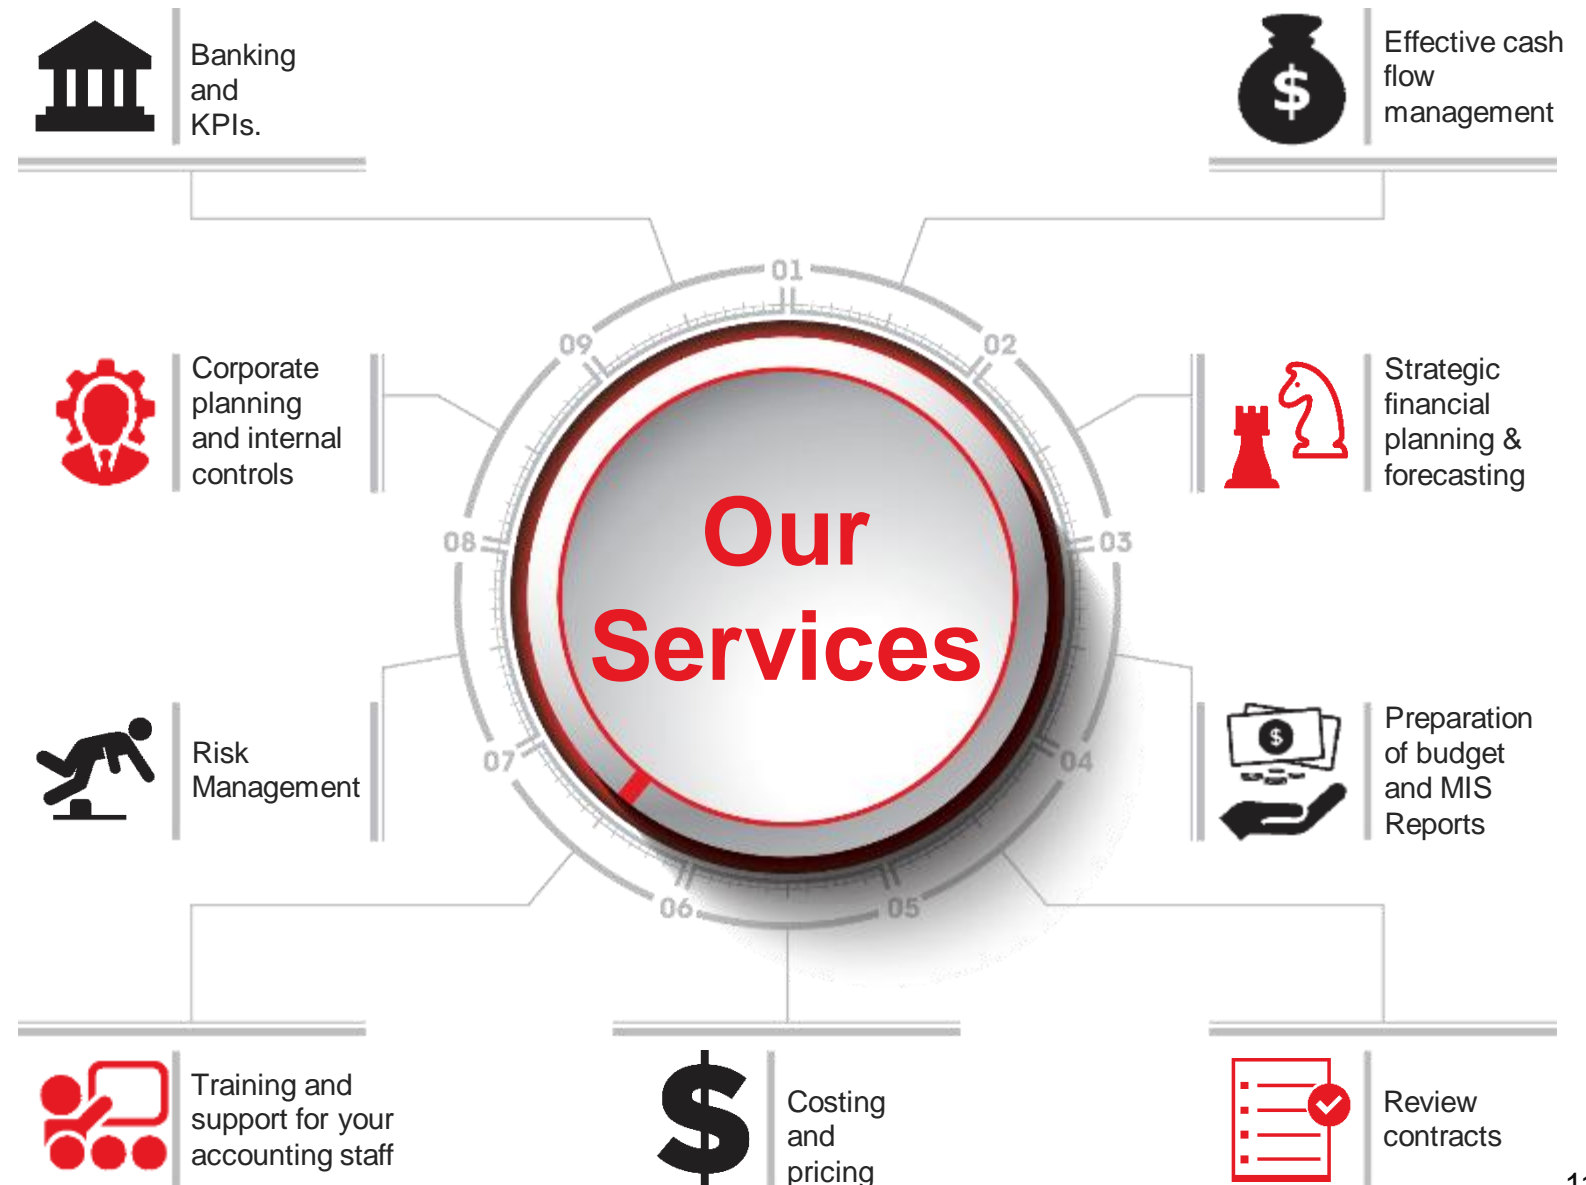 Banking
and
KPIs.
Effective cash
flow
management
$
01
02
03
04
05
06
07
08
09
Corporate
planning
and internal
controls
Strategic
financial
planning &
forecasting
Our
Services
Risk
Management
Preparation
of budget
and MIS
Reports
$
Training and
support for your
accounting staff
$
Costing
and
pricing
Review
contracts